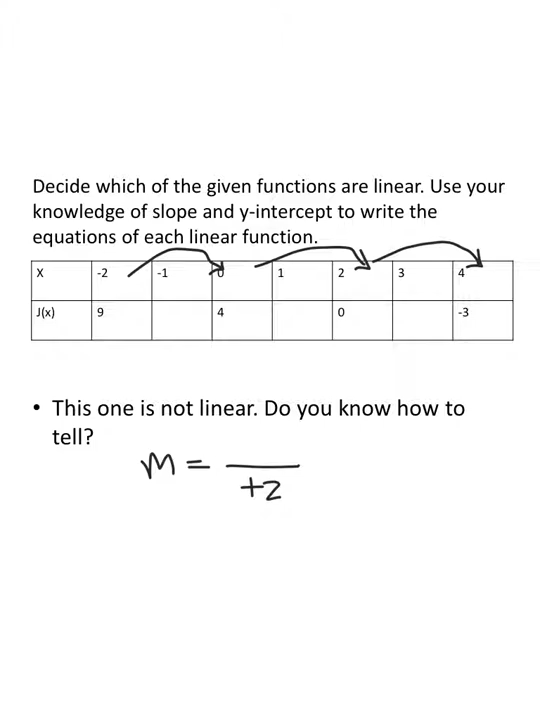 Decide which of the given functions are linear. Use your
knowledge of slope and y-intercept to write the
equations of each linear function.
X -2 -1 0 1 2 3 4
J(x) 9 4 0 -3
• This one is not linear. Do you know how to
tell?
m =
+2